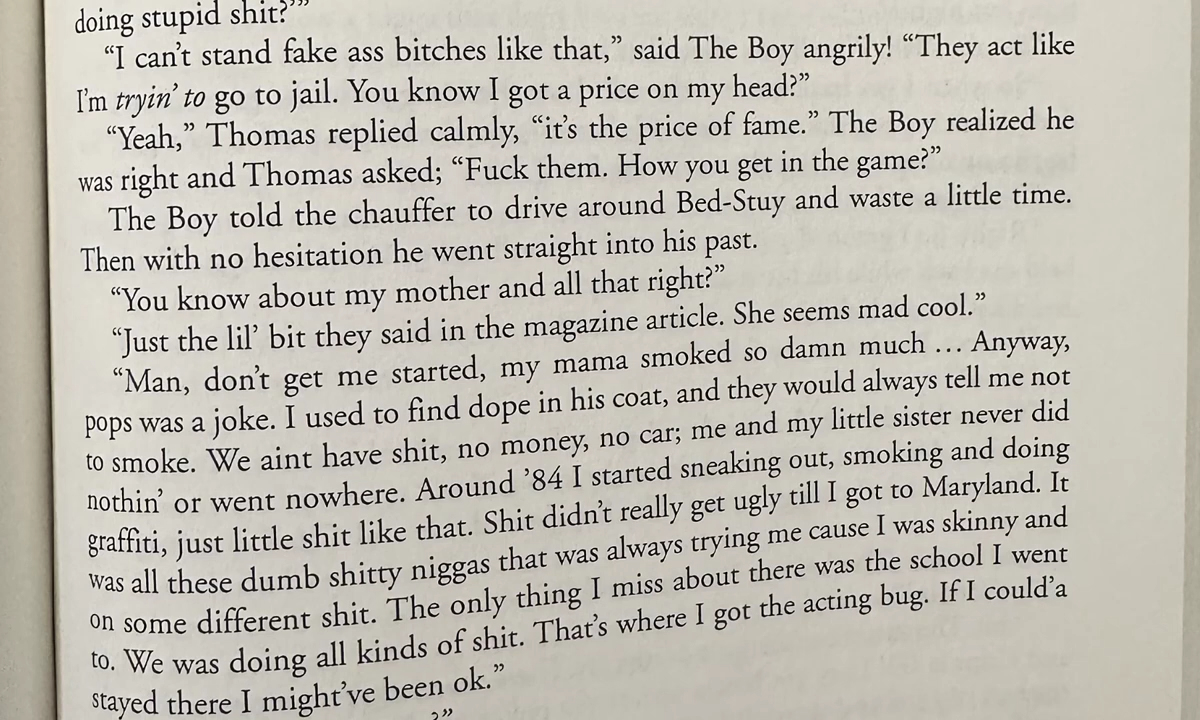 doing stupid shit?’”
“I can’t stand fake ass bitches like that,” said The Boy angrily! “They act like
I’m tryin’ to go to jail. You know I got a price on my head?”
“Yeah,” Thomas replied calmly, “it’s the price of fame.” The Boy realized he
was right and Thomas asked; “Fuck them. How you get in the game?”
The Boy told the chauffer to drive around Bed-Stuy and waste a little time.
Then with no hesitation he went straight into his past.
“You know about my mother and all that right?”
“Just the lil’ bit they said in the magazine article. She seems mad cool.”
“Man, don’t get me started, my mama smoked so damn much ... Anyway,
pops was a joke. I used to find dope in his coat, and they would always tell me not
to smoke. We aint have shit, no money, no car; me and my little sister never did
nothin’ or went nowhere. Around ’84 I started sneaking out, smoking and doing
graffiti, just little shit like that. Shit didn’t really get ugly till I got to Maryland. It
was all these dumb shitty niggas that was always trying me cause I was skinny and
on some different shit. The only thing I miss about there was the school I went
to. We was doing all kinds of shit. That’s where I got the acting bug. If I could’a
stayed there I might’ve been ok.”
?”